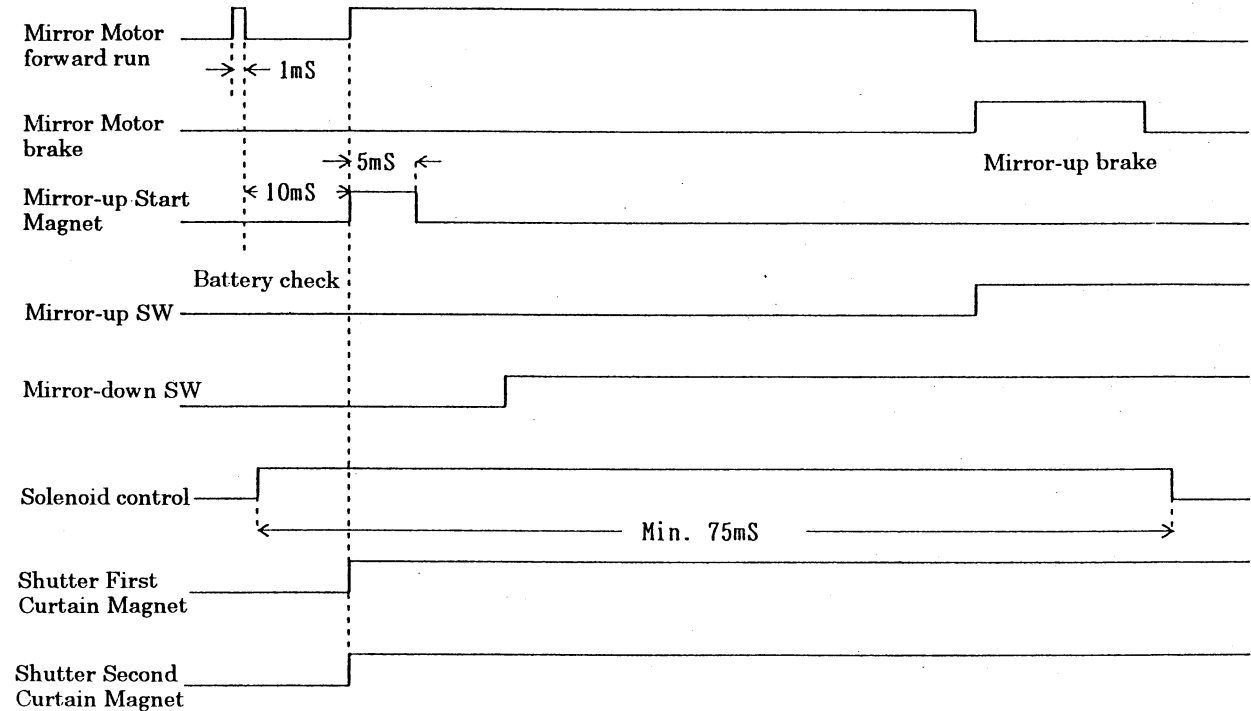 Mirror Motor
forward run
1mS
Mirror Motor
brake
5mS
Mirror-up brake
10mS
Mirror-up Start
Magnet
Battery check
Mirror-up SW
Mirror-down SW
Solenoid control
Min. 75mS
Shutter First
Curtain Magnet
Shutter Second
Curtain Magnet